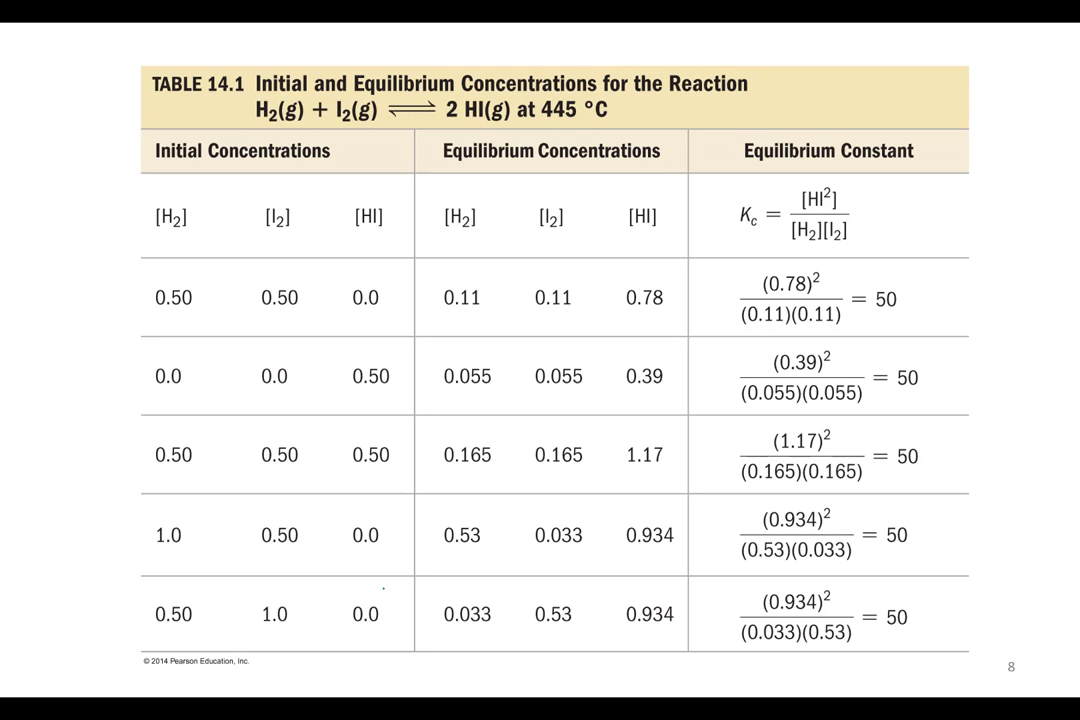 TABLE 14.1 Initial and Equilibrium Concentrations for the Reaction
H₂(g) + I₂(g) ⇌ 2 HI(g) at 445 °C
Initial Concentrations Equilibrium Concentrations Equilibrium Constant
[H₂] [I₂] [HI] [H₂] [I₂] [HI] K_c = [HI²] / [H₂][I₂]
0.50 0.50 0.0 0.11 0.11 0.78 (0.78)² / (0.11)(0.11) = 50
0.0 0.0 0.50 0.055 0.055 0.39 (0.39)² / (0.055)(0.055) = 50
0.50 0.50 0.50 0.165 0.165 1.17 (1.17)² / (0.165)(0.165) = 50
1.0 0.50 0.0 0.53 0.033 0.934 (0.934)² / (0.53)(0.033) = 50
0.50 1.0 0.0 0.033 0.53 0.934 (0.934)² / (0.033)(0.53) = 50
© 2014 Pearson Education, Inc.
8